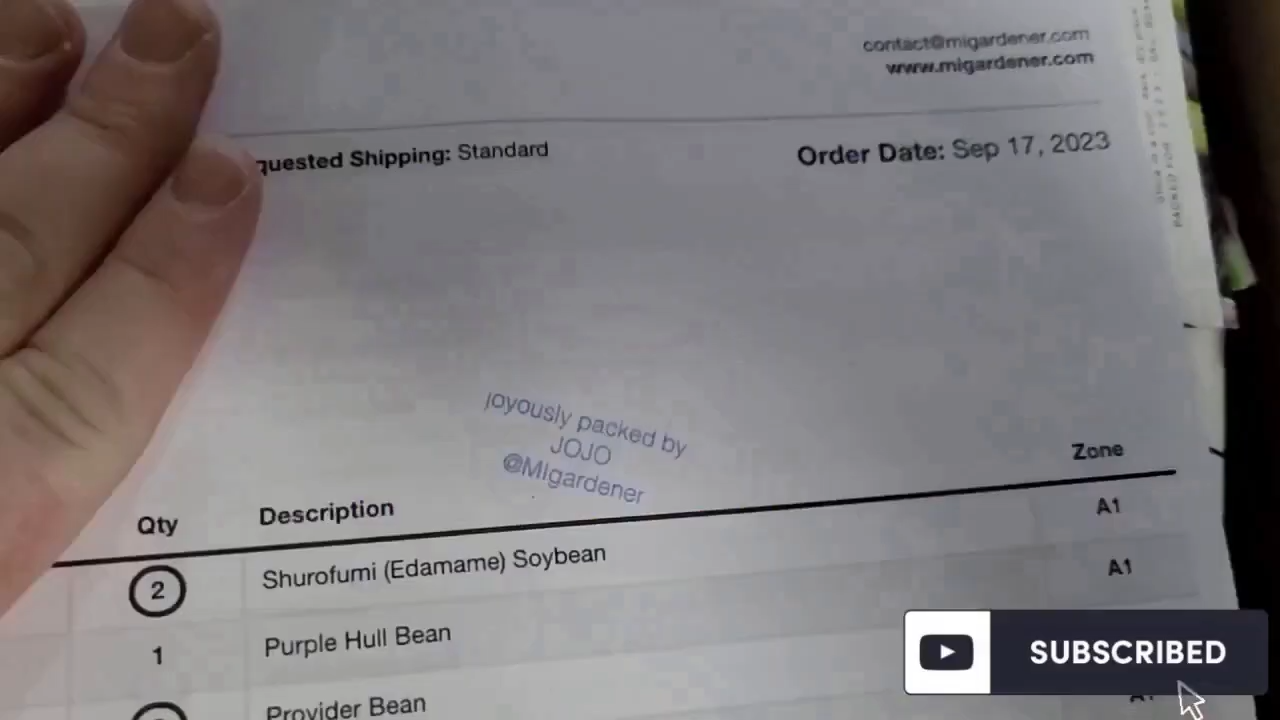 contact@migardener.com
www.migardener.com
quested Shipping: Standard
Order Date: Sep 17, 2023
joyously packed by
JOJO
@MIgardener
Qty Description Zone
2 Shurofumi (Edamame) Soybean A1
1 Purple Hull Bean A1
Provider Bean A1
SUBSCRIBED